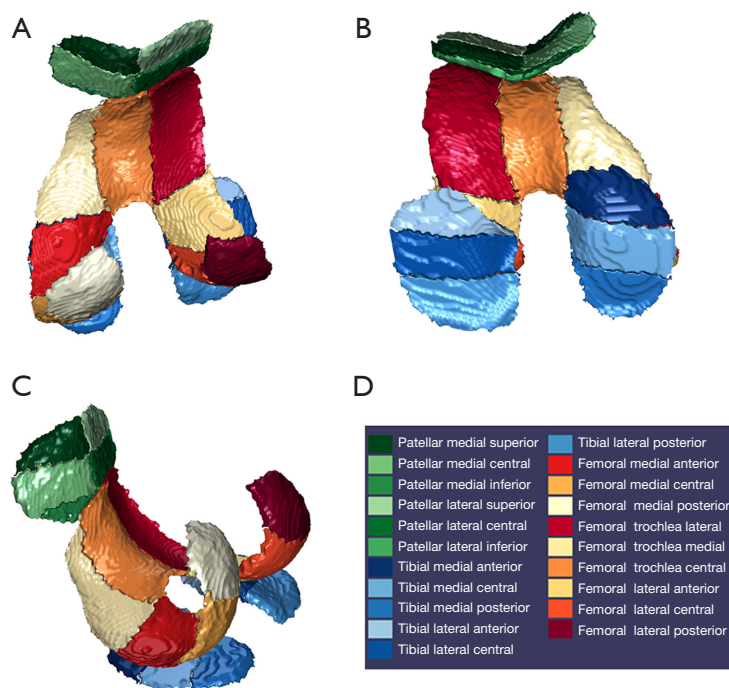 A
B
C
D
Patellar medial superior
Patellar medial central
Patellar medial inferior
Patellar lateral superior
Patellar lateral central
Patellar lateral inferior
Tibial medial anterior
Tibial medial central
Tibial medial posterior
Tibial lateral anterior
Tibial lateral central
Tibial lateral posterior
Femoral medial anterior
Femoral medial central
Femoral medial posterior
Femoral trochlea lateral
Femoral trochlea medial
Femoral trochlea central
Femoral lateral anterior
Femoral lateral central
Femoral lateral posterior